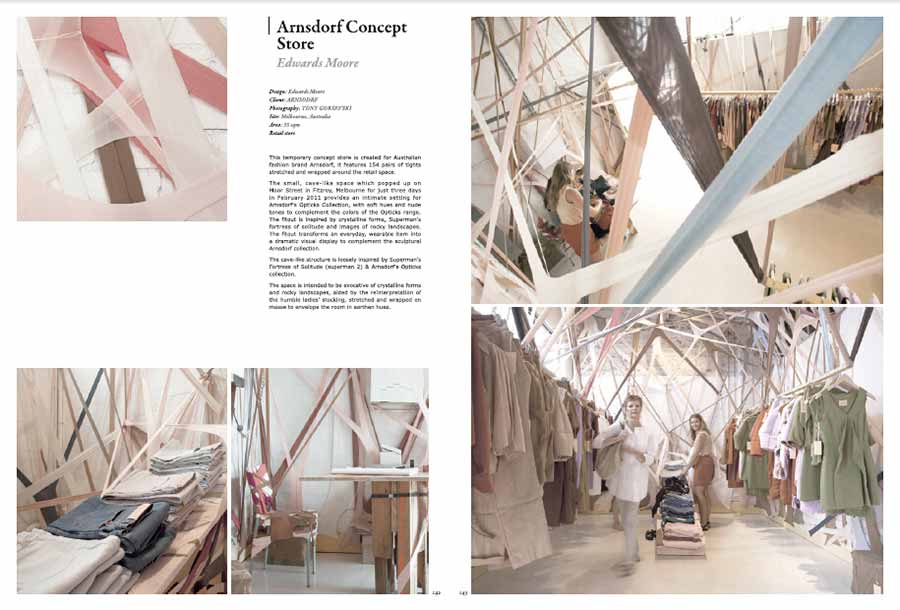 Arnsdorf Concept
Store
Edwards Moore
Design: Edwards Moore
Client: ARNSDORF
Photography: TONY GORSEVSKI
Site: Melbourne, Australia
Area: 35 sqm
Retail store
This temporary concept store is created for Australian
fashion brand Arnsdorf, it features 154 pairs of tights
stretched and wrapped around the retail space.
The small, cave-like space which popped up on
Moor Street in Fitzroy, Melbourne for just three days
in February 2011 provides an intimate setting for
Arnsdorf's Opticks Collection, with soft hues and nude
tones to complement the colors of the Opticks range.
The fitout is inspired by crystalline forms, Superman's
fortress of solitude and images of rocky landscapes.
The fitout transforms an everyday, wearable item into
a dramatic visual display to complement the sculptural
Arnsdorf collection.
The cave-like structure is loosely inspired by Superman's
Fortress of Solitude (superman 2) & Arnsdorf's Opticks
collection.
The space is intended to be evocative of crystalline forms
and rocky landscapes, aided by the reinterpretation of
the humble ladies' stocking, stretched and wrapped en
masse to envelope the room in earthen hues.
142 143